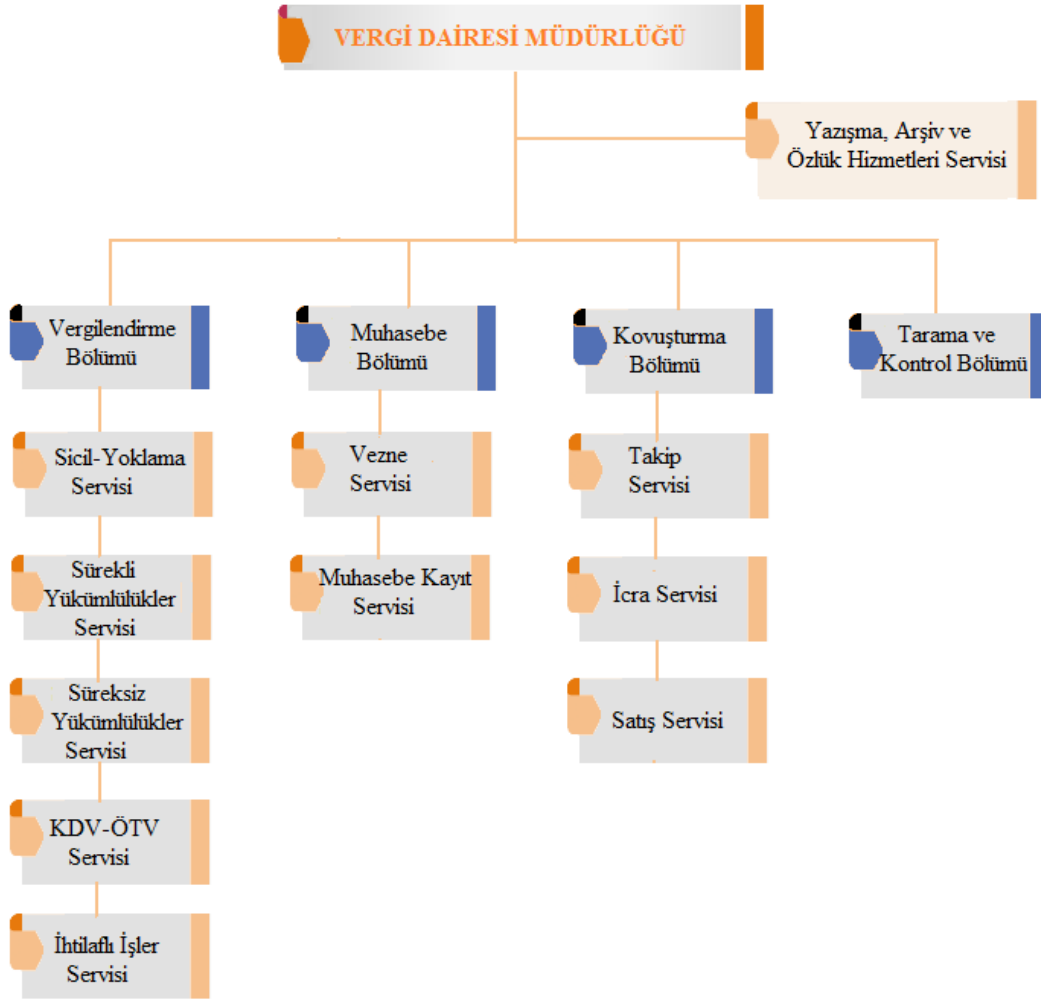 VERGİ DAİRESİ MÜDÜRLÜĞÜ
Yazışma, Arşiv ve
Özlük Hizmetleri Servisi
Vergilendirme
Bölümü
Muhasebe
Bölümü
Kovuşturma
Bölümü
Tarama ve
Kontrol Bölümü
Sicil-Yoklama
Servisi
Vezne
Servisi
Takip
Servisi
Sürekli
Yükümlülükler
Servisi
Muhasebe Kayıt
Servisi
İcra Servisi
Süreksiz
Yükümlülükler
Servisi
Satış Servisi
KDV-ÖTV
Servisi
İhtilaflı İşler
Servisi